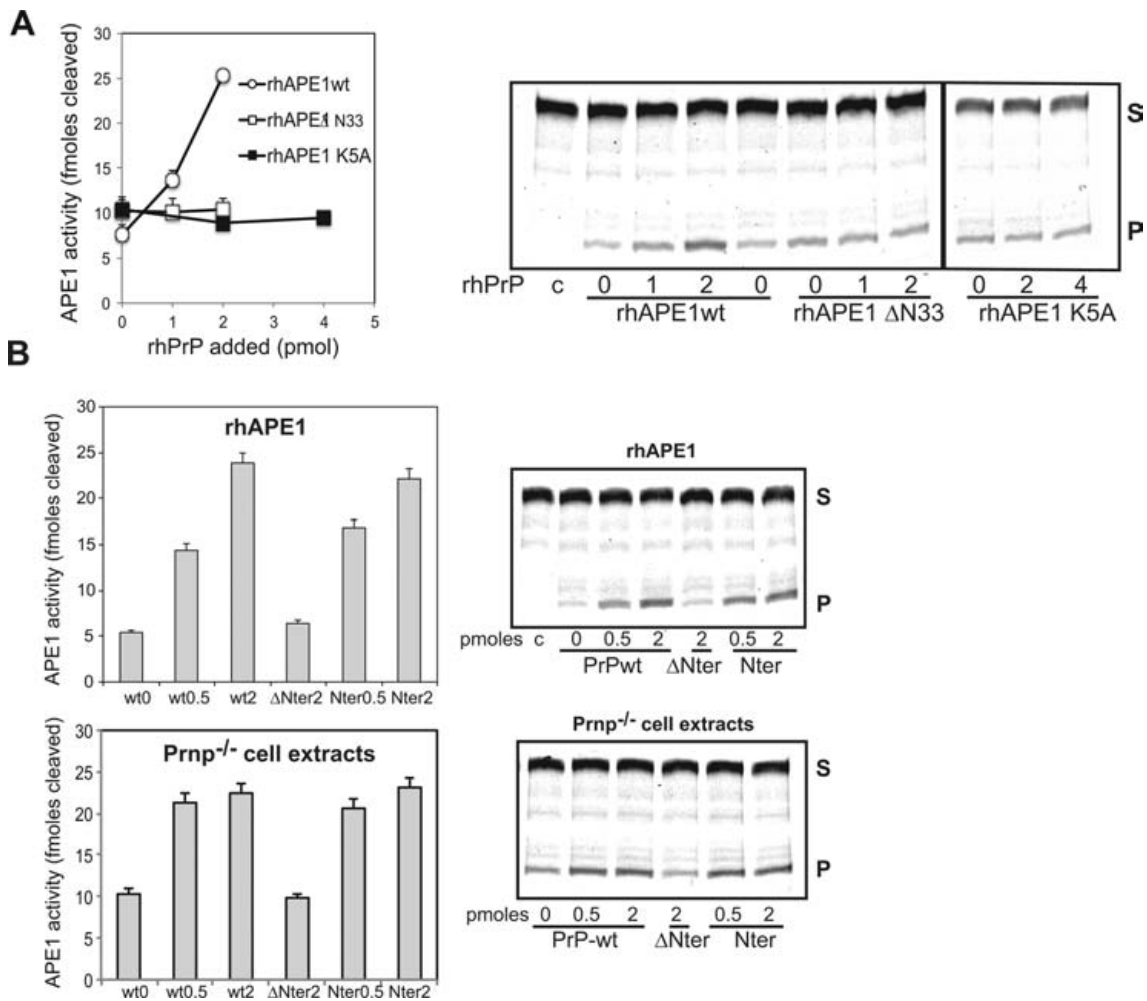 A
APE1 activity (fmoles cleaved)
30
25
20
15
10
5
0
0 1 2 3 4 5
rhPrP added (pmol)
rhAPE1wt
rhAPE1 Δ N33
rhAPE1 K5A
S
P
rhPrP c 0 1 2 0 0 1 2 0 2 4
rhAPE1wt rhAPE1 ΔN33 rhAPE1 K5A
B
APE1 activity (fmoles cleaved)
30
25
20
15
10
5
0
rhAPE1
wt0 wt0.5 wt2 ΔNter2 Nter0.5 Nter2
rhAPE1
S
P
pmoles c 0 0.5 2 2 0.5 2
PrPwt ΔNter Nter
APE1 activity (fmoles cleaved)
30
25
20
15
10
5
0
Prnp-/- cell extracts
wt0 wt0.5 wt2 ΔNter2 Nter0.5 Nter2
Prnp-/- cell extracts
S
P
pmoles 0 0.5 2 2 0.5 2
PrP-wt ΔNter Nter